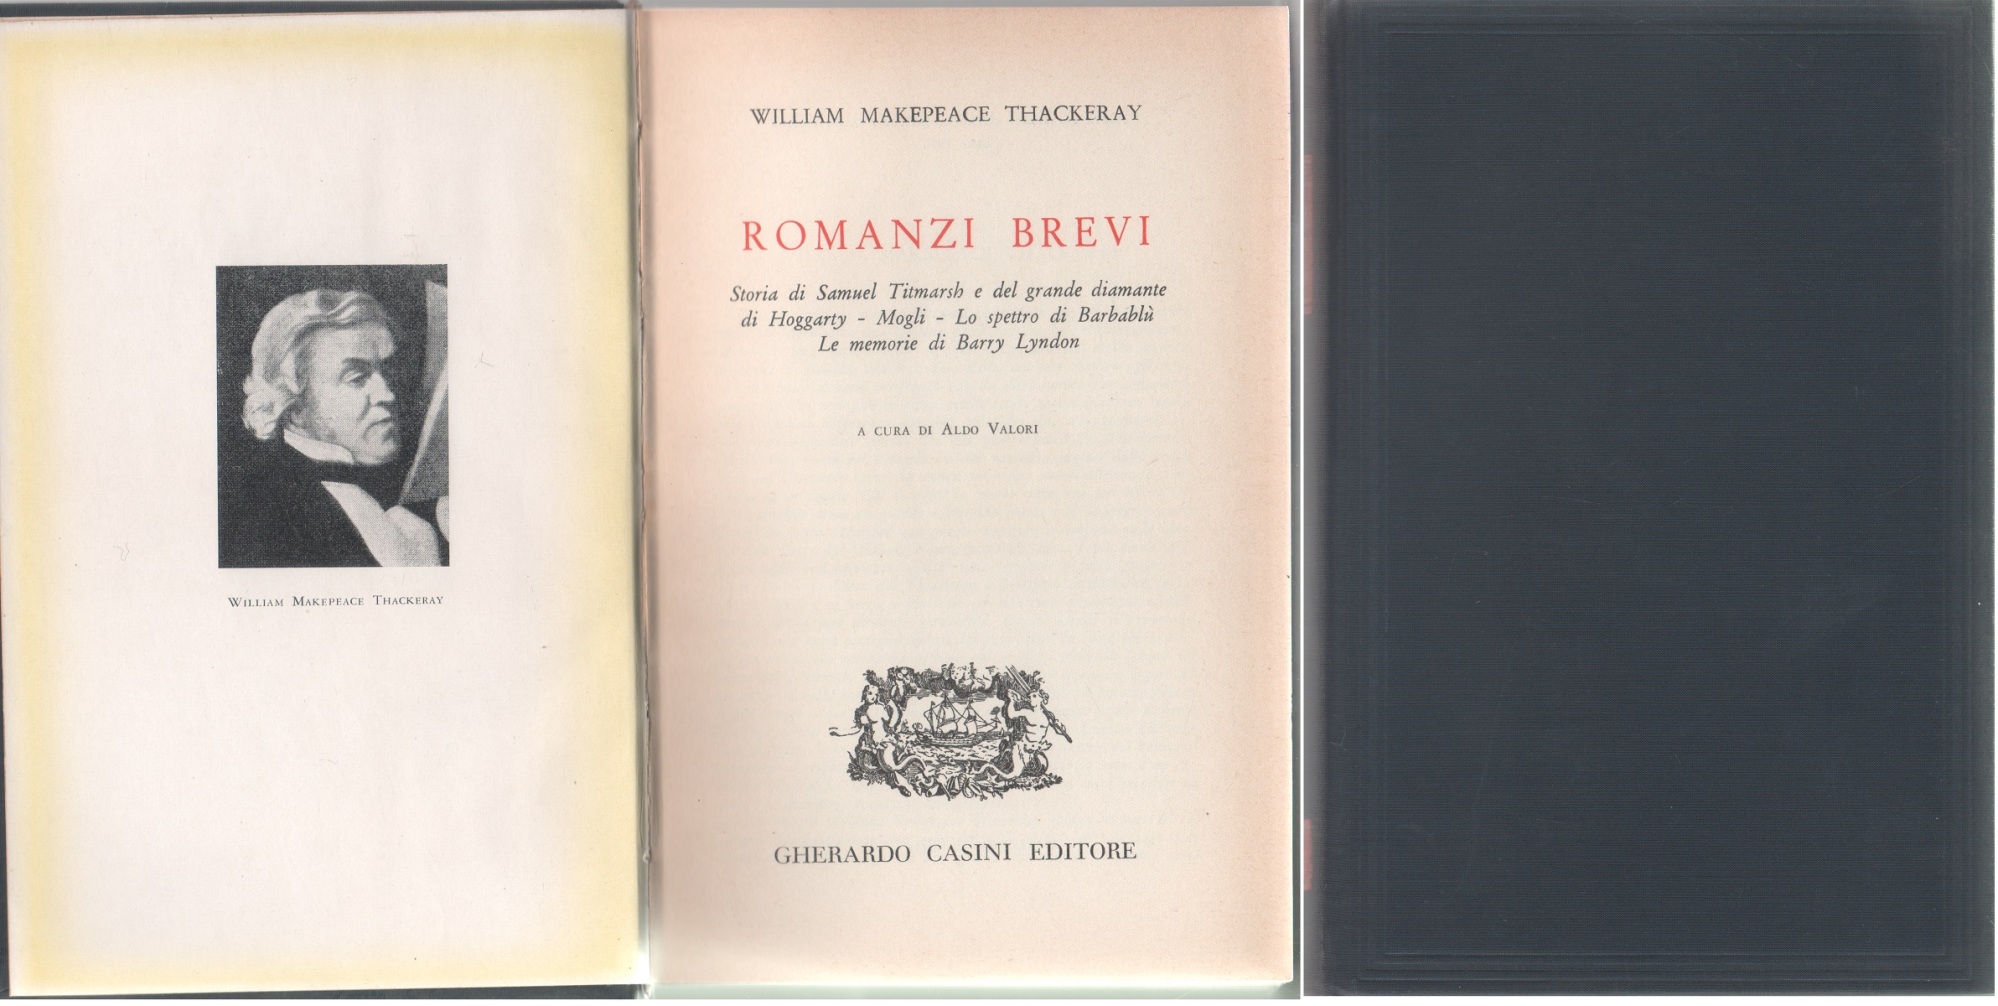 WILLIAM MAKEPEACE THACKERAY
WILLIAM MAKEPEACE THACKERAY
ROMANZI BREVI
Storia di Samuel Titmarsh e del grande diamante
di Hoggarty - Mogli - Lo spettro di Barbablù
Le memorie di Barry Lyndon
A CURA DI ALDO VALORI
GHERARDO CASINI EDITORE